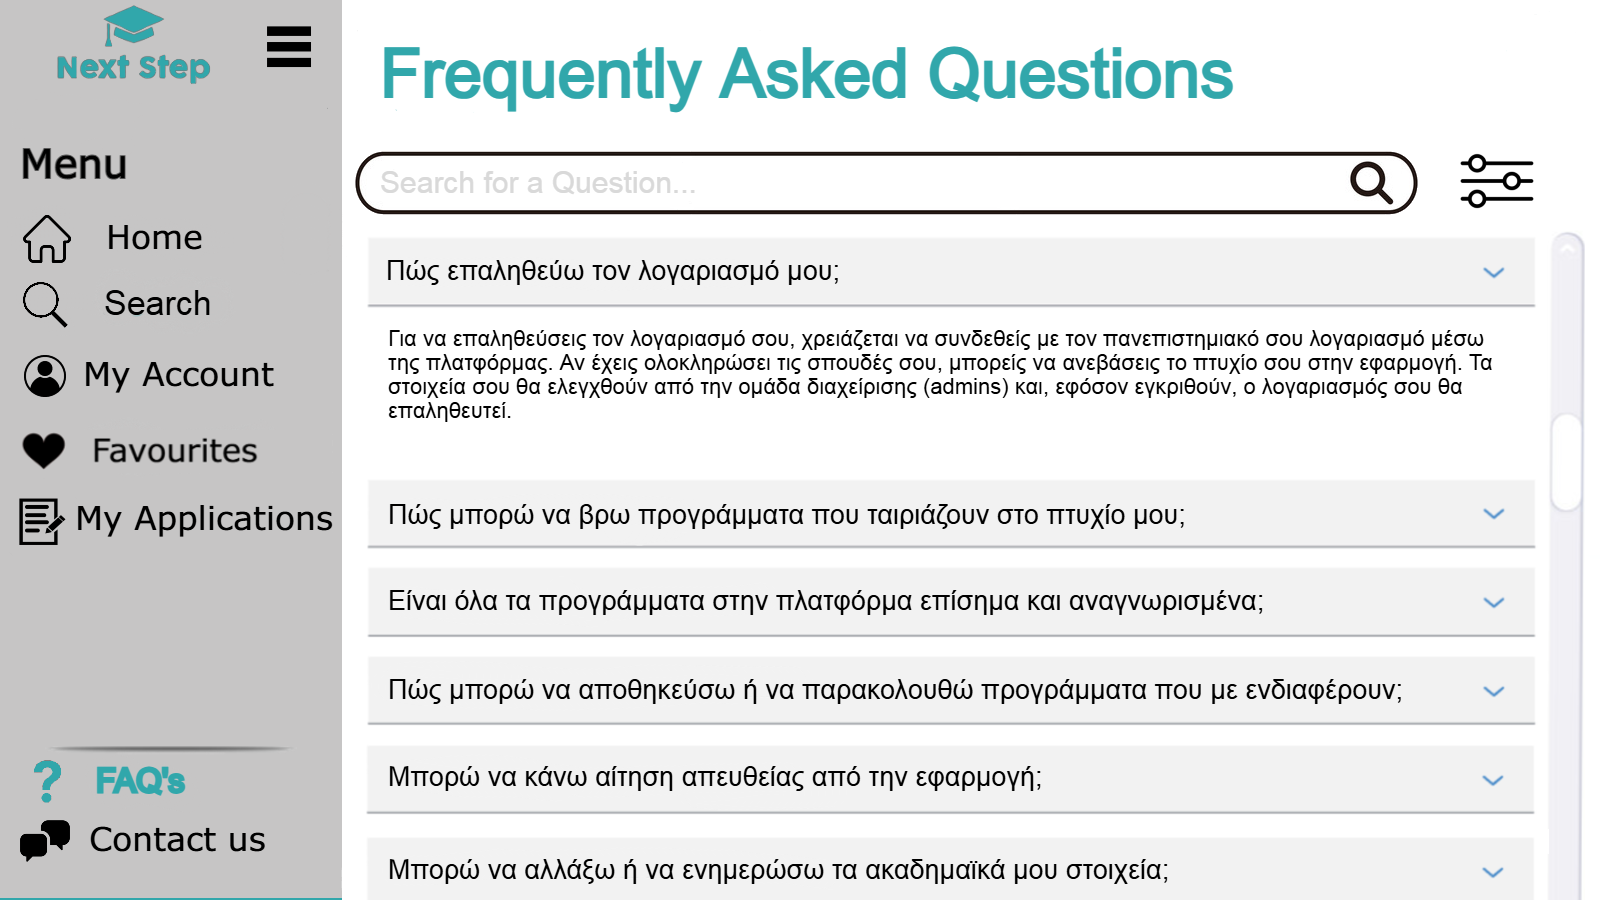 Next Step
Menu
Home
Search
My Account
Favourites
My Applications
FAQ's
Contact us
Frequently Asked Questions
Search for a Question...
Πώς επαληθεύω τον λογαριασμό μου;
Για να επαληθεύσεις τον λογαριασμό σου, χρειάζεται να συνδεθείς με τον πανεπιστημιακό σου λογαριασμό μέσω
της πλατφόρμας. Αν έχεις ολοκληρώσει τις σπουδές σου, μπορείς να ανεβάσεις το πτυχίο σου στην εφαρμογή. Τα
στοιχεία σου θα ελεγχθούν από την ομάδα διαχείρισης (admins) και, εφόσον εγκριθούν, ο λογαριασμός σου θα
επαληθευτεί.
Πώς μπορώ να βρω προγράμματα που ταιριάζουν στο πτυχίο μου;
Είναι όλα τα προγράμματα στην πλατφόρμα επίσημα και αναγνωρισμένα;
Πώς μπορώ να αποθηκεύσω ή να παρακολουθώ προγράμματα που με ενδιαφέρουν;
Μπορώ να κάνω αίτηση απευθείας από την εφαρμογή;
Μπορώ να αλλάξω ή να ενημερώσω τα ακαδημαϊκά μου στοιχεία;